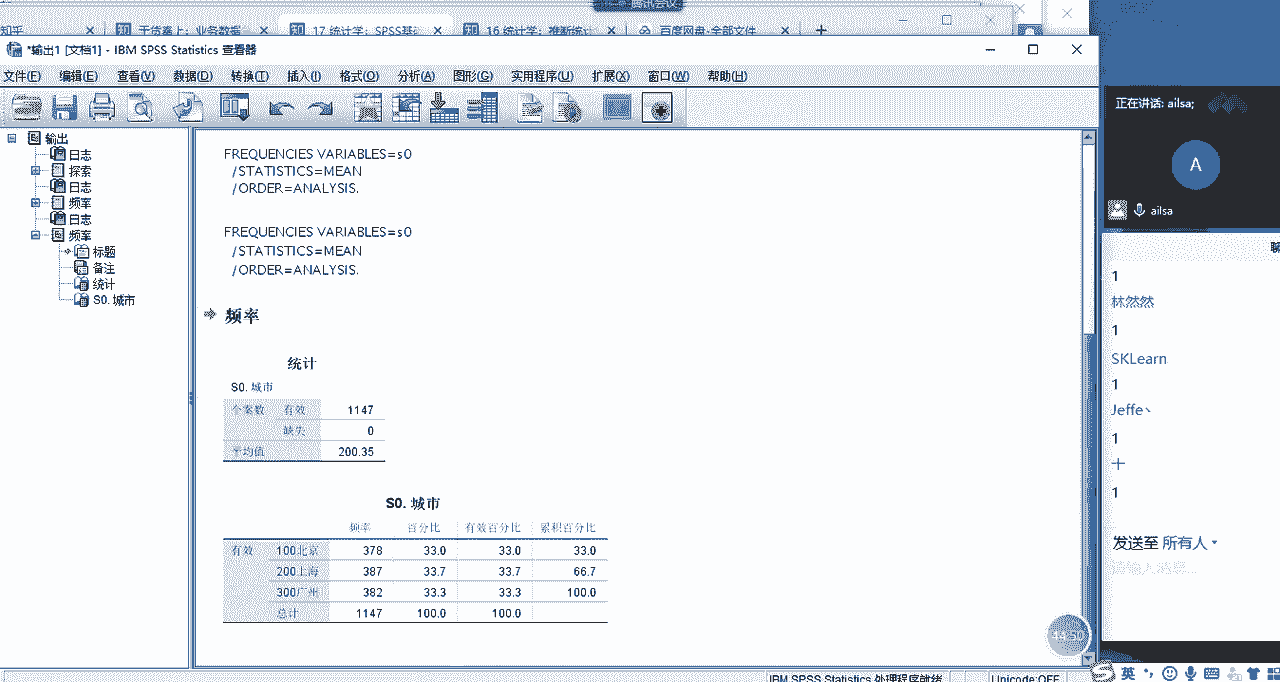 腾讯会议
知乎
干货奉上：业务数据
17 统计学：SPSS基
16 统计学：推断统计
百度网盘-全部文件
*输出1 [文档1] - IBM SPSS Statistics 查看器
文件(F) 编辑(E) 查看(V) 数据(D) 转换(T) 插入(I) 格式(O) 分析(A) 图形(G) 实用程序(U) 扩展(X) 窗口(W) 帮助(H)
输出
日志
探索
日志
频率
日志
频率
标题
备注
统计
S0. 城市
FREQUENCIES VARIABLES=s0
/STATISTICS=MEAN
/ORDER=ANALYSIS.
FREQUENCIES VARIABLES=s0
/STATISTICS=MEAN
/ORDER=ANALYSIS.
频率
统计
S0. 城市
个案数 有效 1147
缺失 0
平均值 200.35
S0. 城市
频率 百分比 有效百分比 累积百分比
有效 100北京 378 33.0 33.0 33.0
200上海 387 33.7 33.7 66.7
300广州 382 33.3 33.3 100.0
总计 1147 100.0 100.0
IBM SPSS Statistics 处理程序就绪
Unicode:OFF
正在讲话: ailsa;
A
ailsa
1
林然然
1
SKLearn
1
Jeffe丶
1
十
1
发送至 所有人
请输入消息...
英